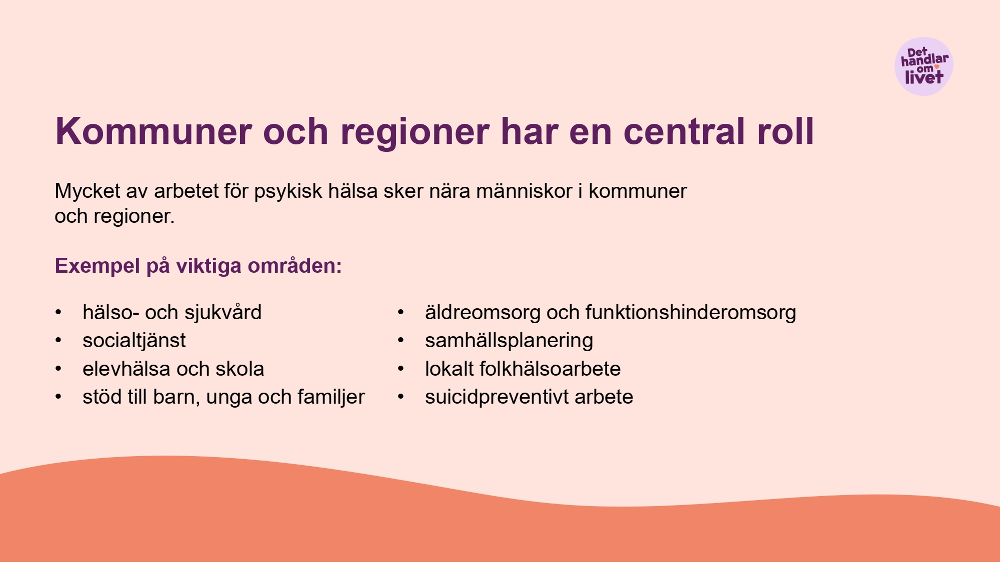 Det
handlar
om
livet
Kommuner och regioner har en central roll
Mycket av arbetet för psykisk hälsa sker nära människor i kommuner
och regioner.
Exempel på viktiga områden:
• hälso- och sjukvård
• socialtjänst
• elevhälsa och skola
• stöd till barn, unga och familjer
• äldreomsorg och funktionshinderomsorg
• samhällsplanering
• lokalt folkhälsoarbete
• suicidpreventivt arbete